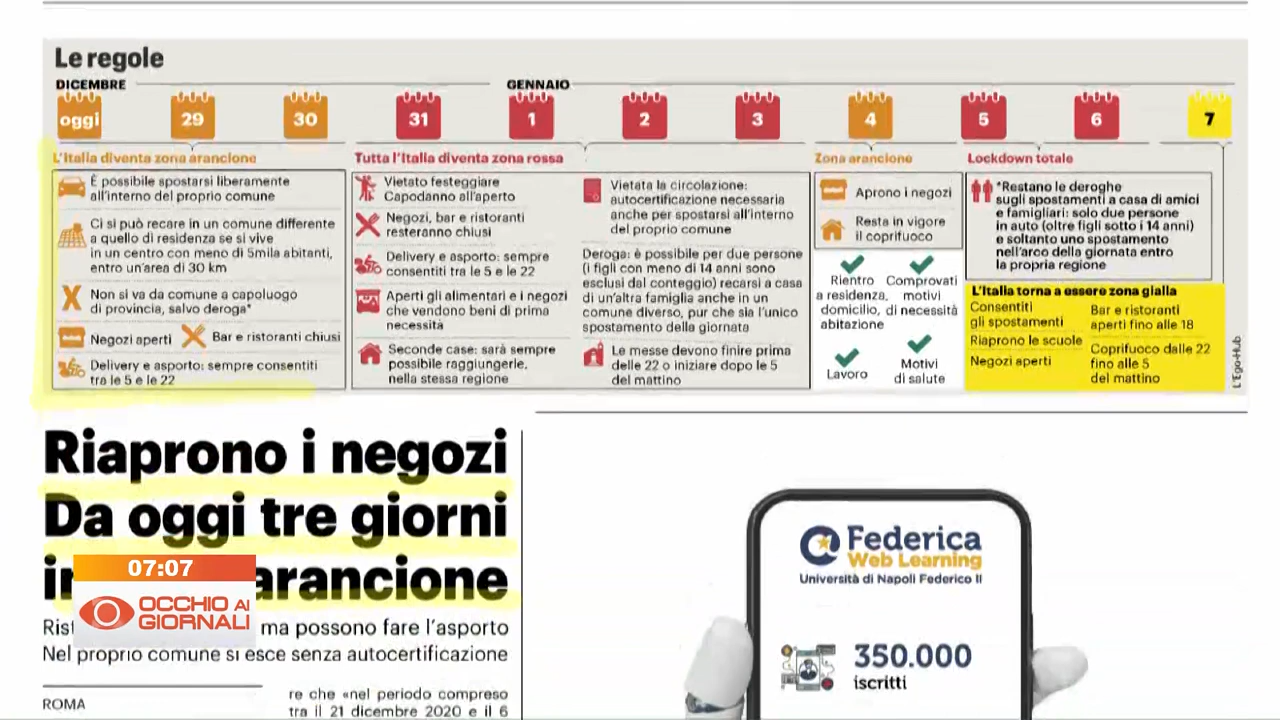 Le regole
DICEMBRE
GENNAIO
oggi
29
30
31
1
2
3
4
5
6
7
L'Italia diventa zona arancione
È possibile spostarsi liberamente
all'interno del proprio comune
Ci si può recare in un comune differente
a quello di residenza se si vive
in un centro con meno di 5mila abitanti,
entro un'area di 30 km
Non si va da comune a capoluogo
di provincia, salvo deroga*
Negozi aperti
Bar e ristoranti chiusi
Delivery e asporto: sempre consentiti
tra le 5 e le 22
Tutta l'Italia diventa zona rossa
Vietato festeggiare
Capodanno all'aperto
Negozi, bar e ristoranti
resteranno chiusi
Delivery e asporto: sempre
consentiti tra le 5 e le 22
Aperti gli alimentari e i negozi
che vendono beni di prima
necessità
Seconde case: sarà sempre
possibile raggiungerle,
nella stessa regione
Vietata la circolazione:
autocertificazione necessaria
anche per spostarsi all'interno
del proprio comune
Deroga: è possibile per due persone
(i figli con meno di 14 anni sono
esclusi dal conteggio) recarsi a casa
di un'altra famiglia anche in un
comune diverso, pur che sia l'unico
spostamento della giornata
Le messe devono finire prima
delle 22 o iniziare dopo le 5
del mattino
Zona arancione
Aprono i negozi
Resta in vigore
il coprifuoco
Rientro
a residenza,
domicilio,
abitazione
Comprovati
motivi
di necessità
Lavoro
Motivi
di salute
Lockdown totale
*Restano le deroghe
sugli spostamenti a casa di amici
e famigliari: solo due persone
in auto (oltre figli sotto i 14 anni)
e soltanto uno spostamento
nell'arco della giornata entro
la propria regione
L'Italia torna a essere zona gialla
Consentiti
gli spostamenti
Riaprono le scuole
Negozi aperti
Bar e ristoranti
aperti fino alle 18
Coprifuoco dalle 22
fino alle 5
del mattino
L'Ego-Hub
Riaprono i negozi
Da oggi tre giorni
arancione
ma possono fare l'asporto
Nel proprio comune si esce senza autocertificazione
ROMA
re che «nel periodo compreso
tra il 21 dicembre 2020 e il 6
07:07
OCCHIO AI
GIORNALI
Federica
Web Learning
Università di Napoli Federico II
350.000
iscritti